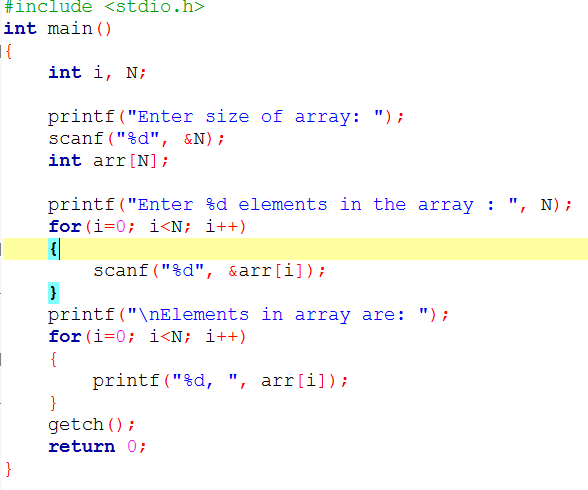 #include <stdio.h>
int main()
{
    int i, N;

    printf("Enter size of array: ");
    scanf("%d", &N);
    int arr[N];

    printf("Enter %d elements in the array : ", N);
    for(i=0; i<N; i++)
    {
        scanf("%d", &arr[i]);
    }
    printf("\nElements in array are: ");
    for(i=0; i<N; i++)
    {
        printf("%d, ", arr[i]);
    }
    getch();
    return 0;
}